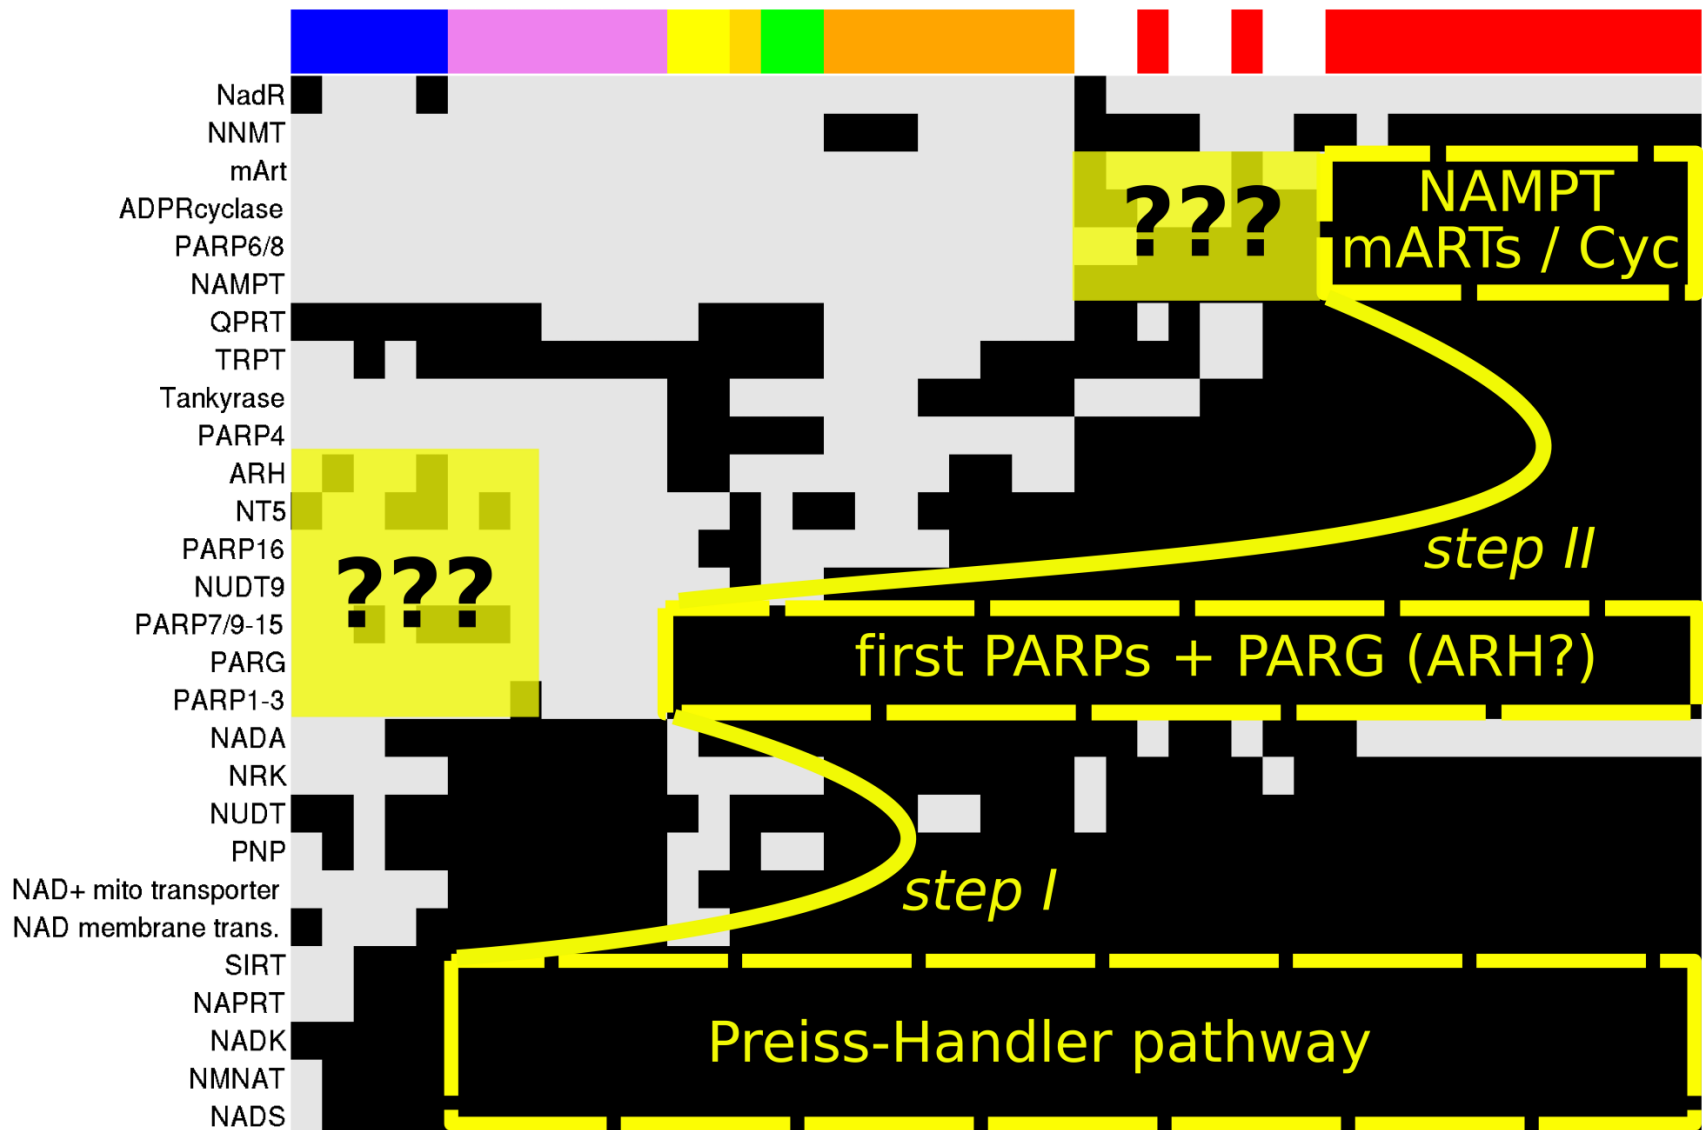 NadR
NNMT
mArt
ADPRcyclase
PARP6/8
NAMPT
QPRT
TRPT
Tankyrase
PARP4
ARH
NT5
PARP16
NUDT9
PARP7/9-15
PARG
PARP1-3
NADA
NRK
NUDT
PNP
NAD+ mito transporter
NAD membrane trans.
SIRT
NAPRT
NADK
NMNAT
NADS
???
NAMPT
mARTs / Cyc
step II
???
first PARPs + PARG (ARH?)
step I
Preiss-Handler pathway